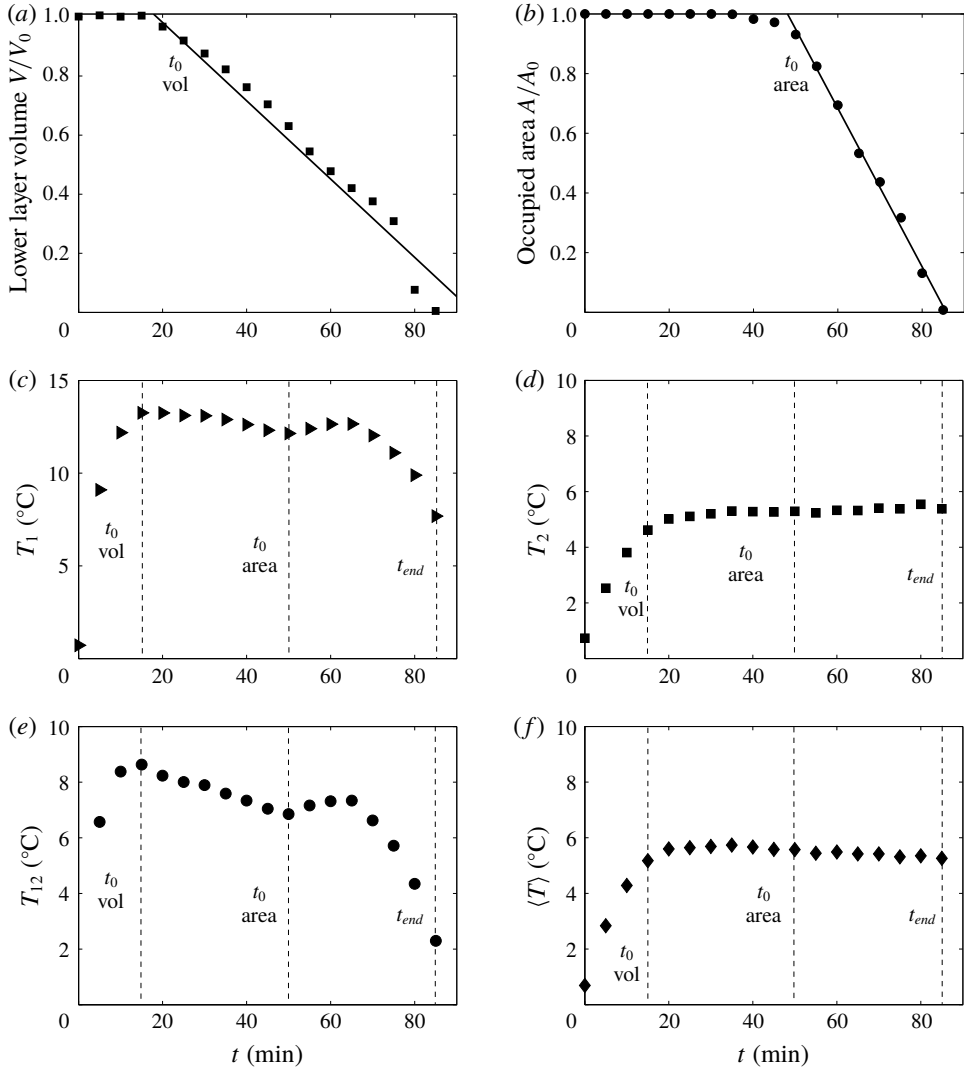 (a)
Lower layer volume V/V0
1.0
0.8
0.6
0.4
0.2
t0
vol
0 20 40 60 80
(b)
Occupied area A/A0
1.0
0.8
0.6
0.4
0.2
t0
area
0 20 40 60 80
(c)
T1 (°C)
15
10
5
t0
vol
t0
area
tend
0 20 40 60 80
(d)
T2 (°C)
10
8
6
4
2
t0
vol
t0
area
tend
0 20 40 60 80
(e)
T12 (°C)
10
8
6
4
2
t0
vol
t0
area
tend
0 20 40 60 80
t (min)
(f)
⟨T⟩ (°C)
10
8
6
4
2
t0
vol
t0
area
tend
0 20 40 60 80
t (min)